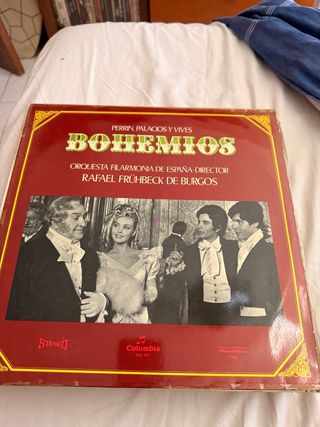 PERRIN, PALACIOS Y VIVES
BOHEMIOS
ORQUESTA FILARMONIA DE ESPAÑA·DIRECTOR
RAFAEL FRÜHBECK DE BURGOS
STEREO
Columbia